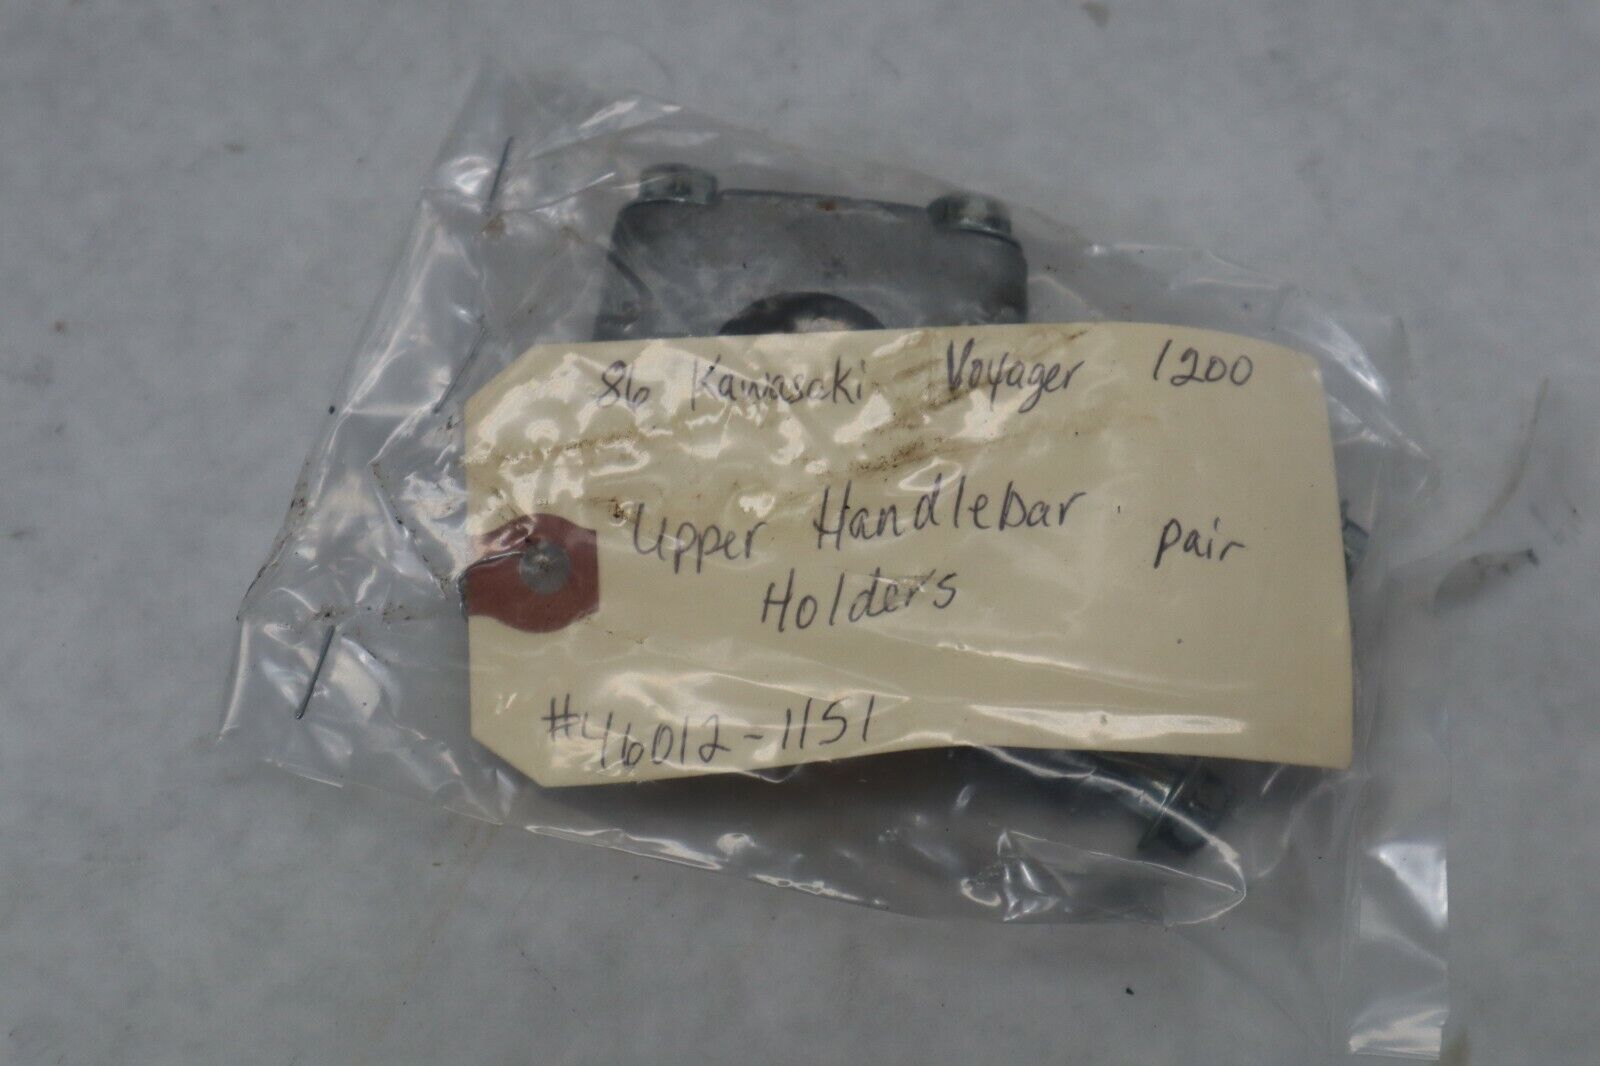 86 Kawasaki Voyager 1200
Upper Handlebar pair
Holders
#46012-1151